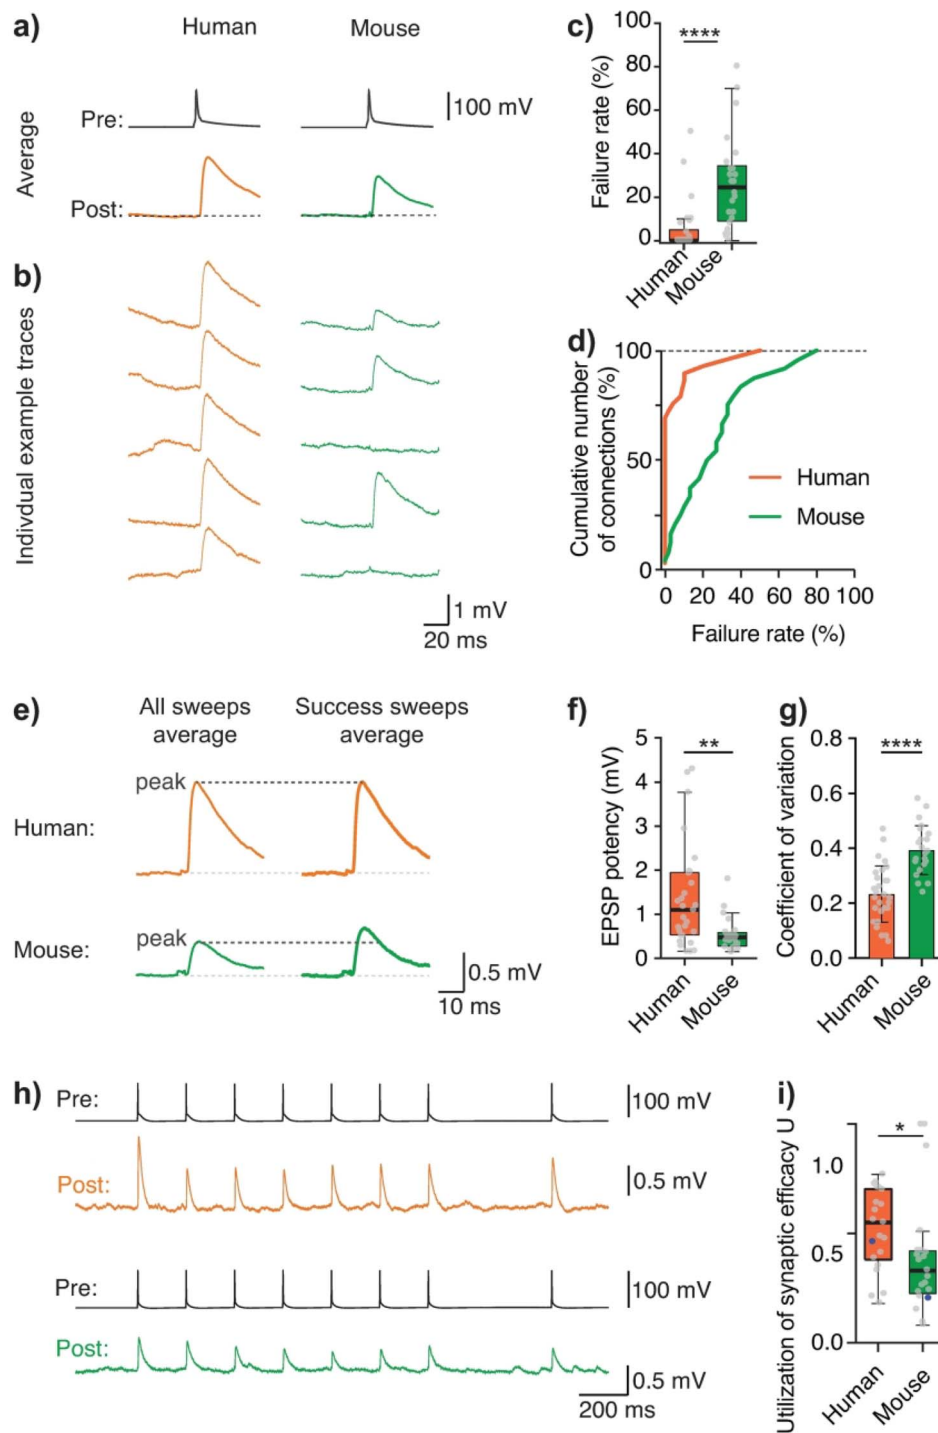 a)
Human
Mouse
Average
Pre:
100 mV
Post:
b)
Indivdual example traces
1 mV
20 ms
c)
****
Failure rate (%)
100
80
60
40
20
0
Human
Mouse
d)
Cumulative number
of connections (%)
100
50
0
Human
Mouse
0 20 40 60 80 100
Failure rate (%)
e)
All sweeps
average
Success sweeps
average
peak
Human:
peak
Mouse:
0.5 mV
10 ms
f)
**
EPSP potency (mV)
5
4
3
2
1
0
Human
Mouse
g)
****
Coefficient of variation
0.8
0.6
0.4
0.2
0.0
Human
Mouse
h)
Pre:
100 mV
Post:
0.5 mV
Pre:
100 mV
Post:
0.5 mV
200 ms
i)
*
Utilization of synaptic efficacy U
1.0
0.5
0.0
Human
Mouse